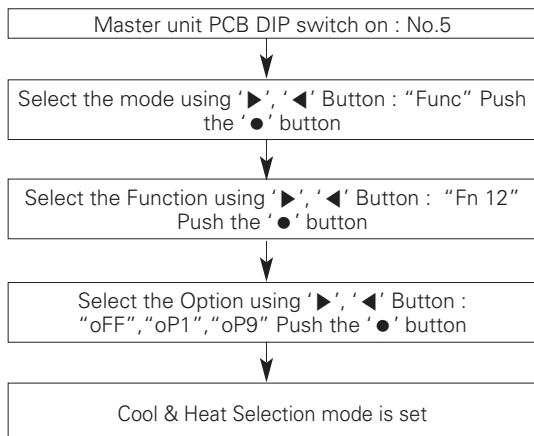 Master unit PCB DIP switch on : No.5
Select the mode using ‘▶’, ‘◀’ Button : “Func” Push
the ‘●’ button
Select the Function using ‘▶’, ‘◀’ Button :  “Fn 12”
Push the ‘●’ button
Select the Option using ‘▶’, ‘◀’ Button :
“oFF”,“oP1”,“oP9” Push the ‘●’ button
Cool & Heat Selection mode is set